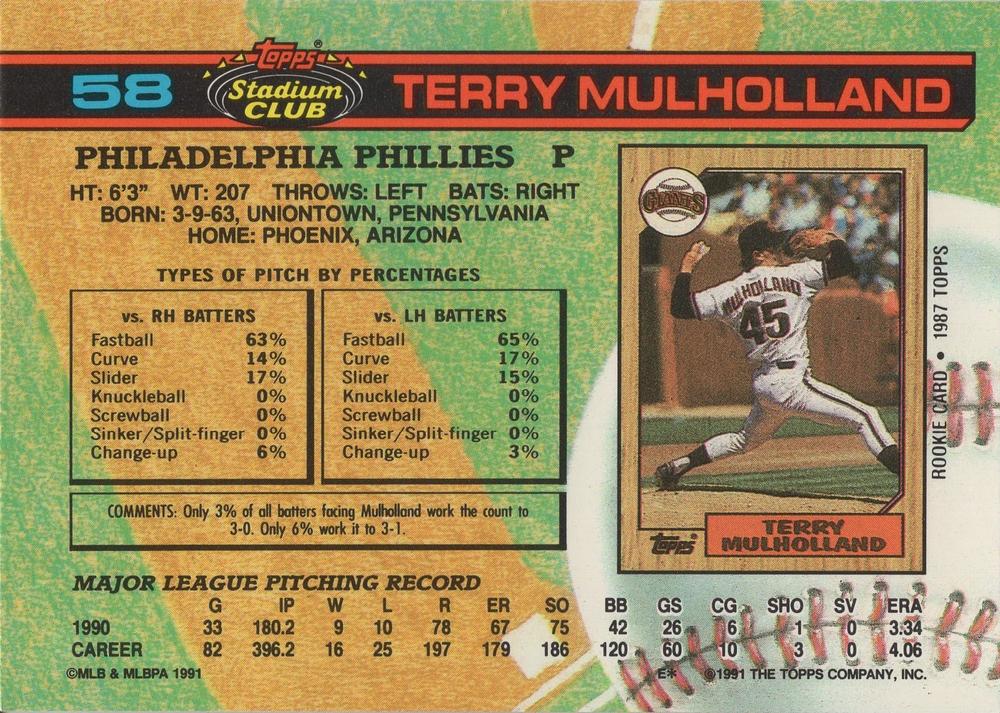 58
Topps®
Stadium
CLUB
TERRY MULHOLLAND
PHILADELPHIA PHILLIES P
HT: 6'3" WT: 207 THROWS: LEFT BATS: RIGHT
BORN: 3-9-63, UNIONTOWN, PENNSYLVANIA
HOME: PHOENIX, ARIZONA
TYPES OF PITCH BY PERCENTAGES
vs. RH BATTERS
Fastball 63%
Curve 14%
Slider 17%
Knuckleball 0%
Screwball 0%
Sinker/Split-finger 0%
Change-up 6%
vs. LH BATTERS
Fastball 65%
Curve 17%
Slider 15%
Knuckleball 0%
Screwball 0%
Sinker/Split-finger 0%
Change-up 3%
COMMENTS: Only 3% of all batters facing Mulholland work the count to
3-0. Only 6% work it to 3-1.
GIANTS
MULHOLLAND
45
Topps
TERRY
MULHOLLAND
ROOKIE CARD • 1987 TOPPS
MAJOR LEAGUE PITCHING RECORD
G IP W L R ER SO BB GS CG SHO SV ERA
1990 33 180.2 9 10 78 67 75 42 26 6 1 0 3.34
CAREER 82 396.2 16 25 197 179 186 120 60 10 3 0 4.06
©MLB & MLBPA 1991 E* ©1991 THE TOPPS COMPANY, INC.